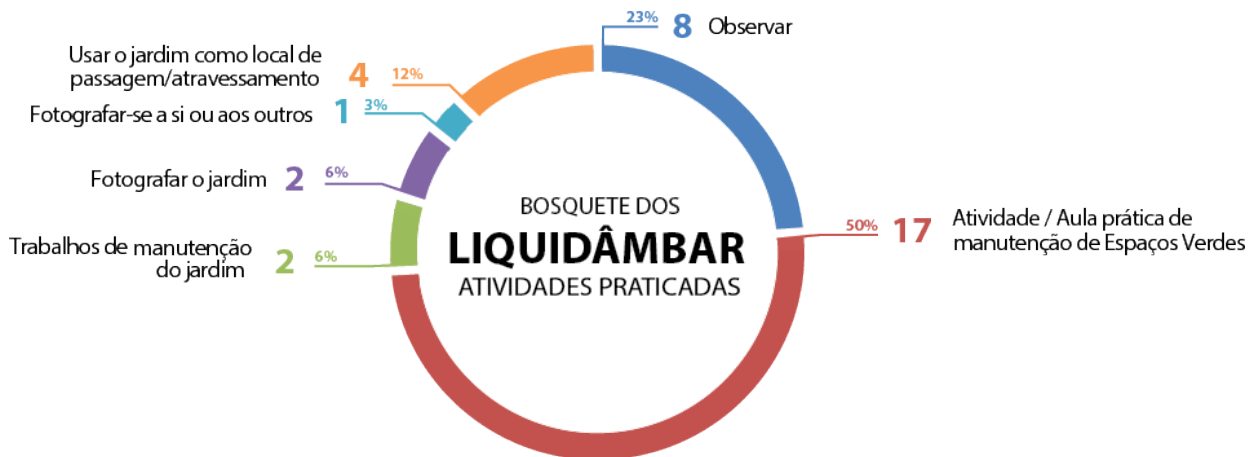 23% 8 Observar
Usar o jardim como local de
passagem/atravessamento 4 12%
Fotografar-se a si ou aos outros 1 3%
Fotografar o jardim 2 6%
Trabalhos de manutenção
do jardim 2 6%
BOSQUETE DOS
LIQUIDÂMBAR
ATIVIDADES PRATICADAS
50% 17 Atividade / Aula prática de
manutenção de Espaços Verdes